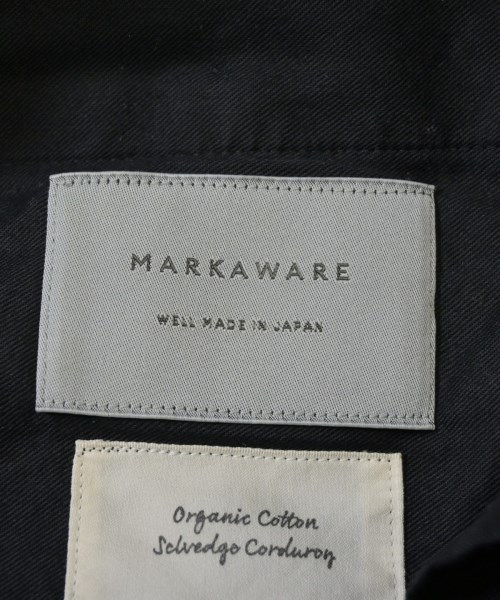 MARKAWARE
WELL MADE IN JAPAN
Organic Cotton
Selvedge Corduroy